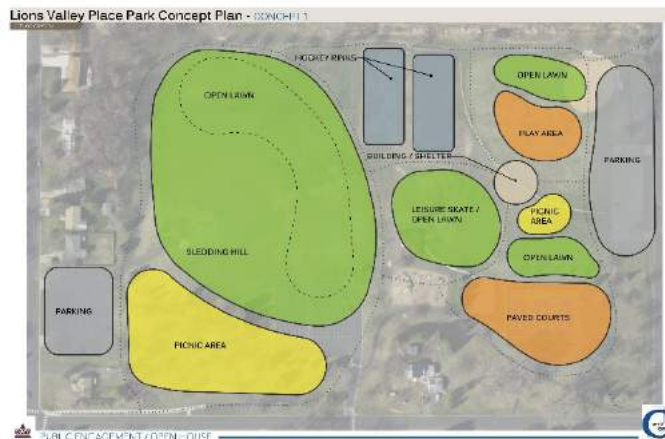 Lions Valley Place Park Concept Plan - CONCEPT 1
HOCKEY RINKS
OPEN LAWN
OPEN LAWN
PLAY AREA
BUILDING / SHELTER
PARKING
LEISURE SKATE /
OPEN LAWN
PICNIC
AREA
SLEDDING HILL
OPEN LAWN
PARKING
PAVED COURTS
PICNIC AREA
PUBLIC ENGAGEMENT / OPEN HOUSE